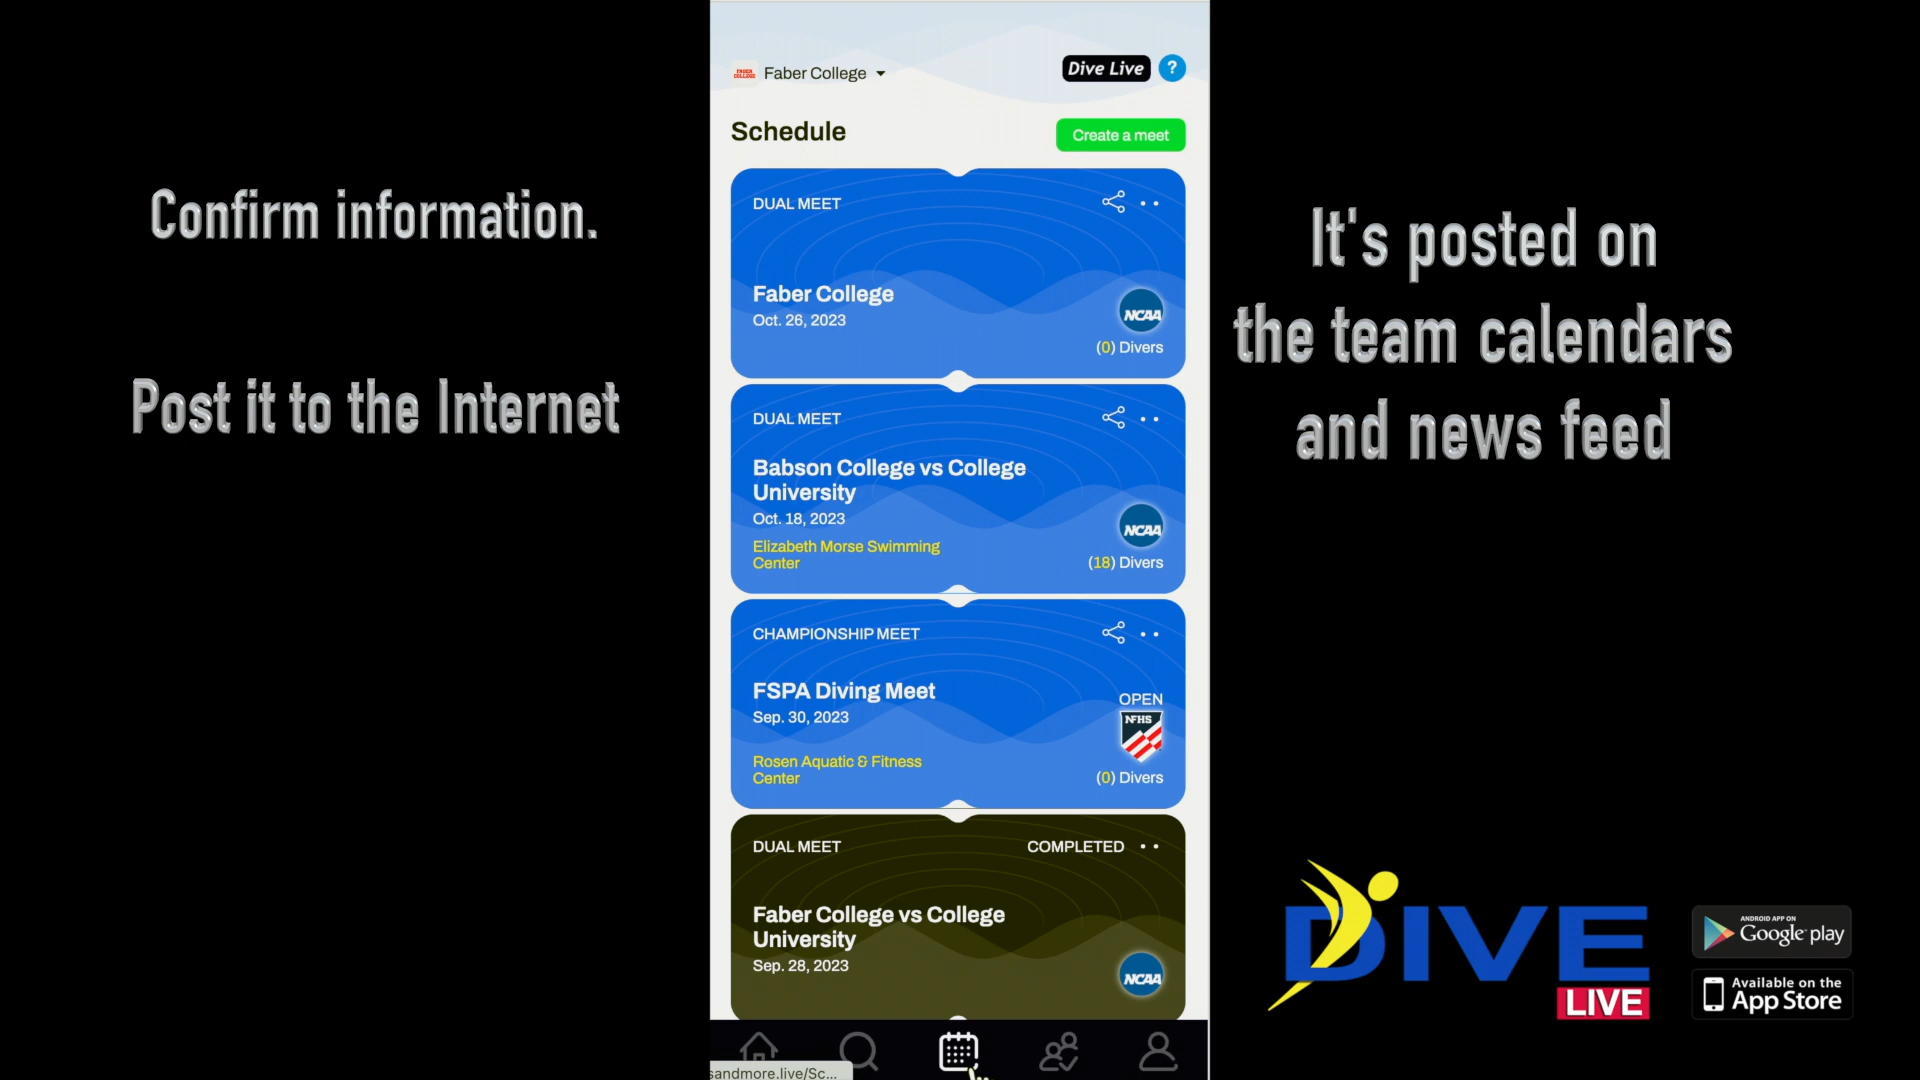 Confirm information.
Post it to the Internet
Faber College
Dive Live
?
Schedule
Create a meet
DUAL MEET
Faber College
Oct. 26, 2023
NCAA
(0) Divers
DUAL MEET
Babson College vs College
University
Oct. 18, 2023
Elizabeth Morse Swimming
Center
NCAA
(18) Divers
CHAMPIONSHIP MEET
FSPA Diving Meet
Sep. 30, 2023
Rosen Aquatic & Fitness
Center
OPEN
NFHS
(0) Divers
DUAL MEET
COMPLETED
Faber College vs College
University
Sep. 28, 2023
NCAA
sandmore.live/Sc...
It's posted on
the team calendars
and news feed
DIVE
LIVE
ANDROID APP ON
Google play
Available on the
App Store